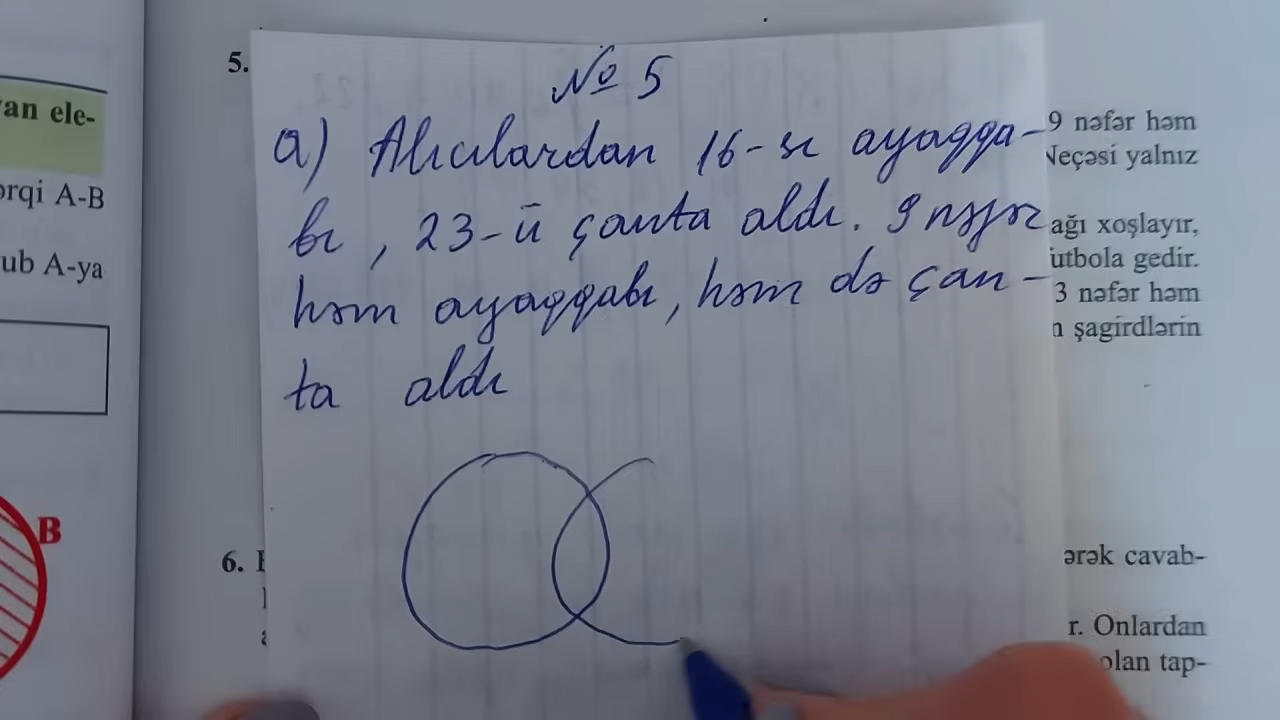 van ele-
ərqi A-B
ub A-ya
B
5.
№ 5
a) Alıcılardan 16-sı ayaqqa-
bı, 23-ü çanta aldı. 9 nəfər
həm ayaqqabı, həm də çan-
ta aldı
9 nəfər həm
Neçəsi yalnız
ağı xoşlayır,
futbola gedir.
3 nəfər həm
n şagirdlərin
6.
ərək cavab-
r. Onlardan
olan tap-